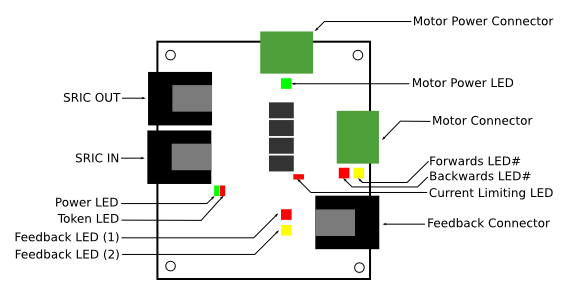 Motor Power Connector
Motor Power LED
SRIC OUT
Motor Connector
SRIC IN
Forwards LED#
Backwards LED#
Current Limiting LED
Power LED
Token LED
Feedback Connector
Feedback LED (1)
Feedback LED (2)